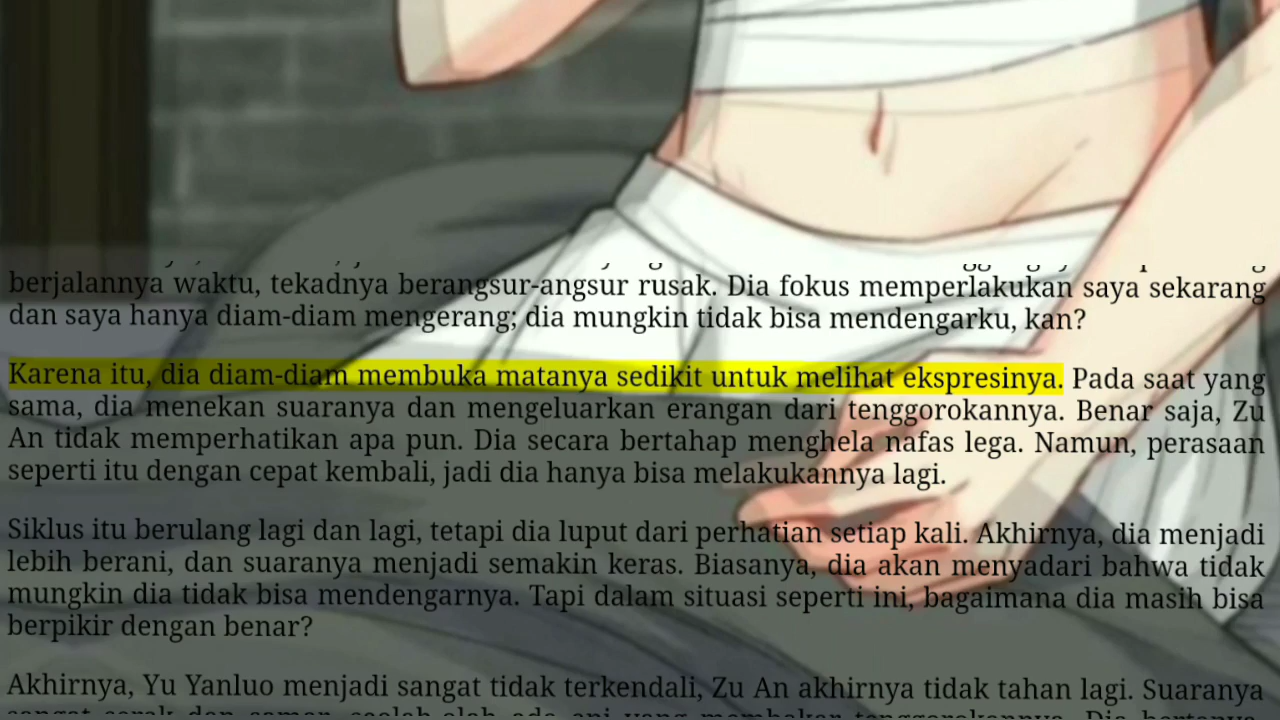 berjalannya waktu, tekadnya berangsur-angsur rusak. Dia fokus memperlakukan saya sekarang
dan saya hanya diam-diam mengerang; dia mungkin tidak bisa mendengarku, kan?
Karena itu, dia diam-diam membuka matanya sedikit untuk melihat ekspresinya. Pada saat yang
sama, dia menekan suaranya dan mengeluarkan erangan dari tenggorokannya. Benar saja, Zu
An tidak memperhatikan apa pun. Dia secara bertahap menghela nafas lega. Namun, perasaan
seperti itu dengan cepat kembali, jadi dia hanya bisa melakukannya lagi.
Siklus itu berulang lagi dan lagi, tetapi dia luput dari perhatian setiap kali. Akhirnya, dia menjadi
lebih berani, dan suaranya menjadi semakin keras. Biasanya, dia akan menyadari bahwa tidak
mungkin dia tidak bisa mendengarnya. Tapi dalam situasi seperti ini, bagaimana dia masih bisa
berpikir dengan benar?
Akhirnya, Yu Yanluo menjadi sangat tidak terkendali, Zu An akhirnya tidak tahan lagi. Suaranya